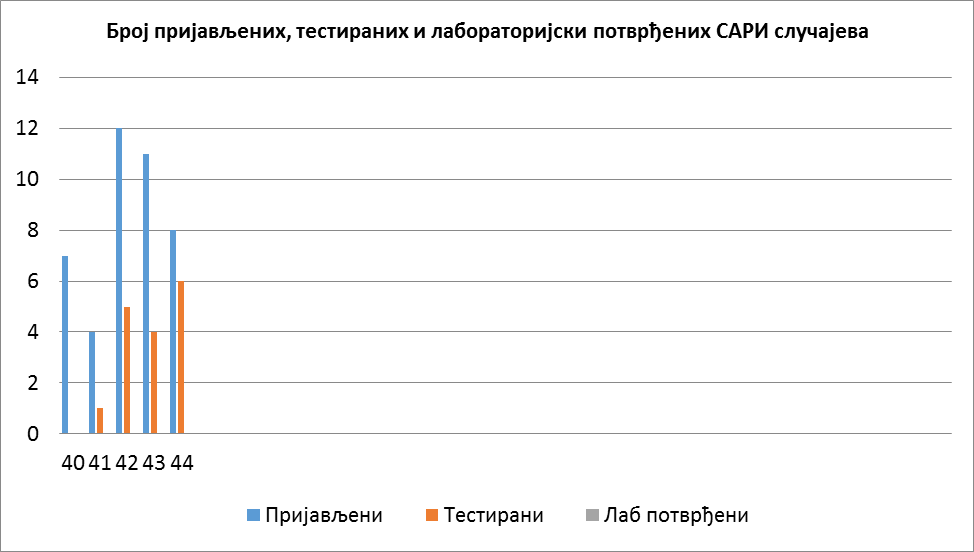 Број пријављених, тестираних и лабораторијски потврђених САРИ случајева
14
12
10
8
6
4
2
0
40 41 42 43 44
Пријављени Тестирани Лаб потврђени